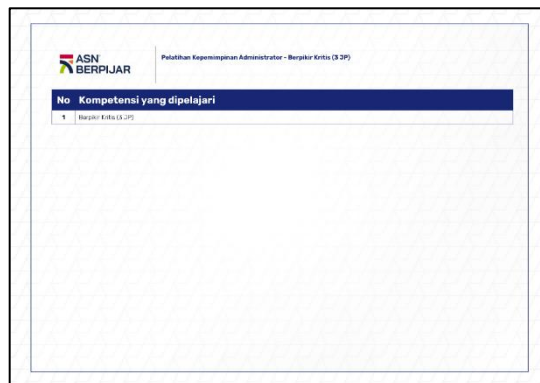 ASN
BERPIJAR
Pelatihan Kepemimpinan Administrator - Berpikir Kritis (3 JP)
No Kompetensi yang dipelajari
1 Berpikir Kritis (3 JP)